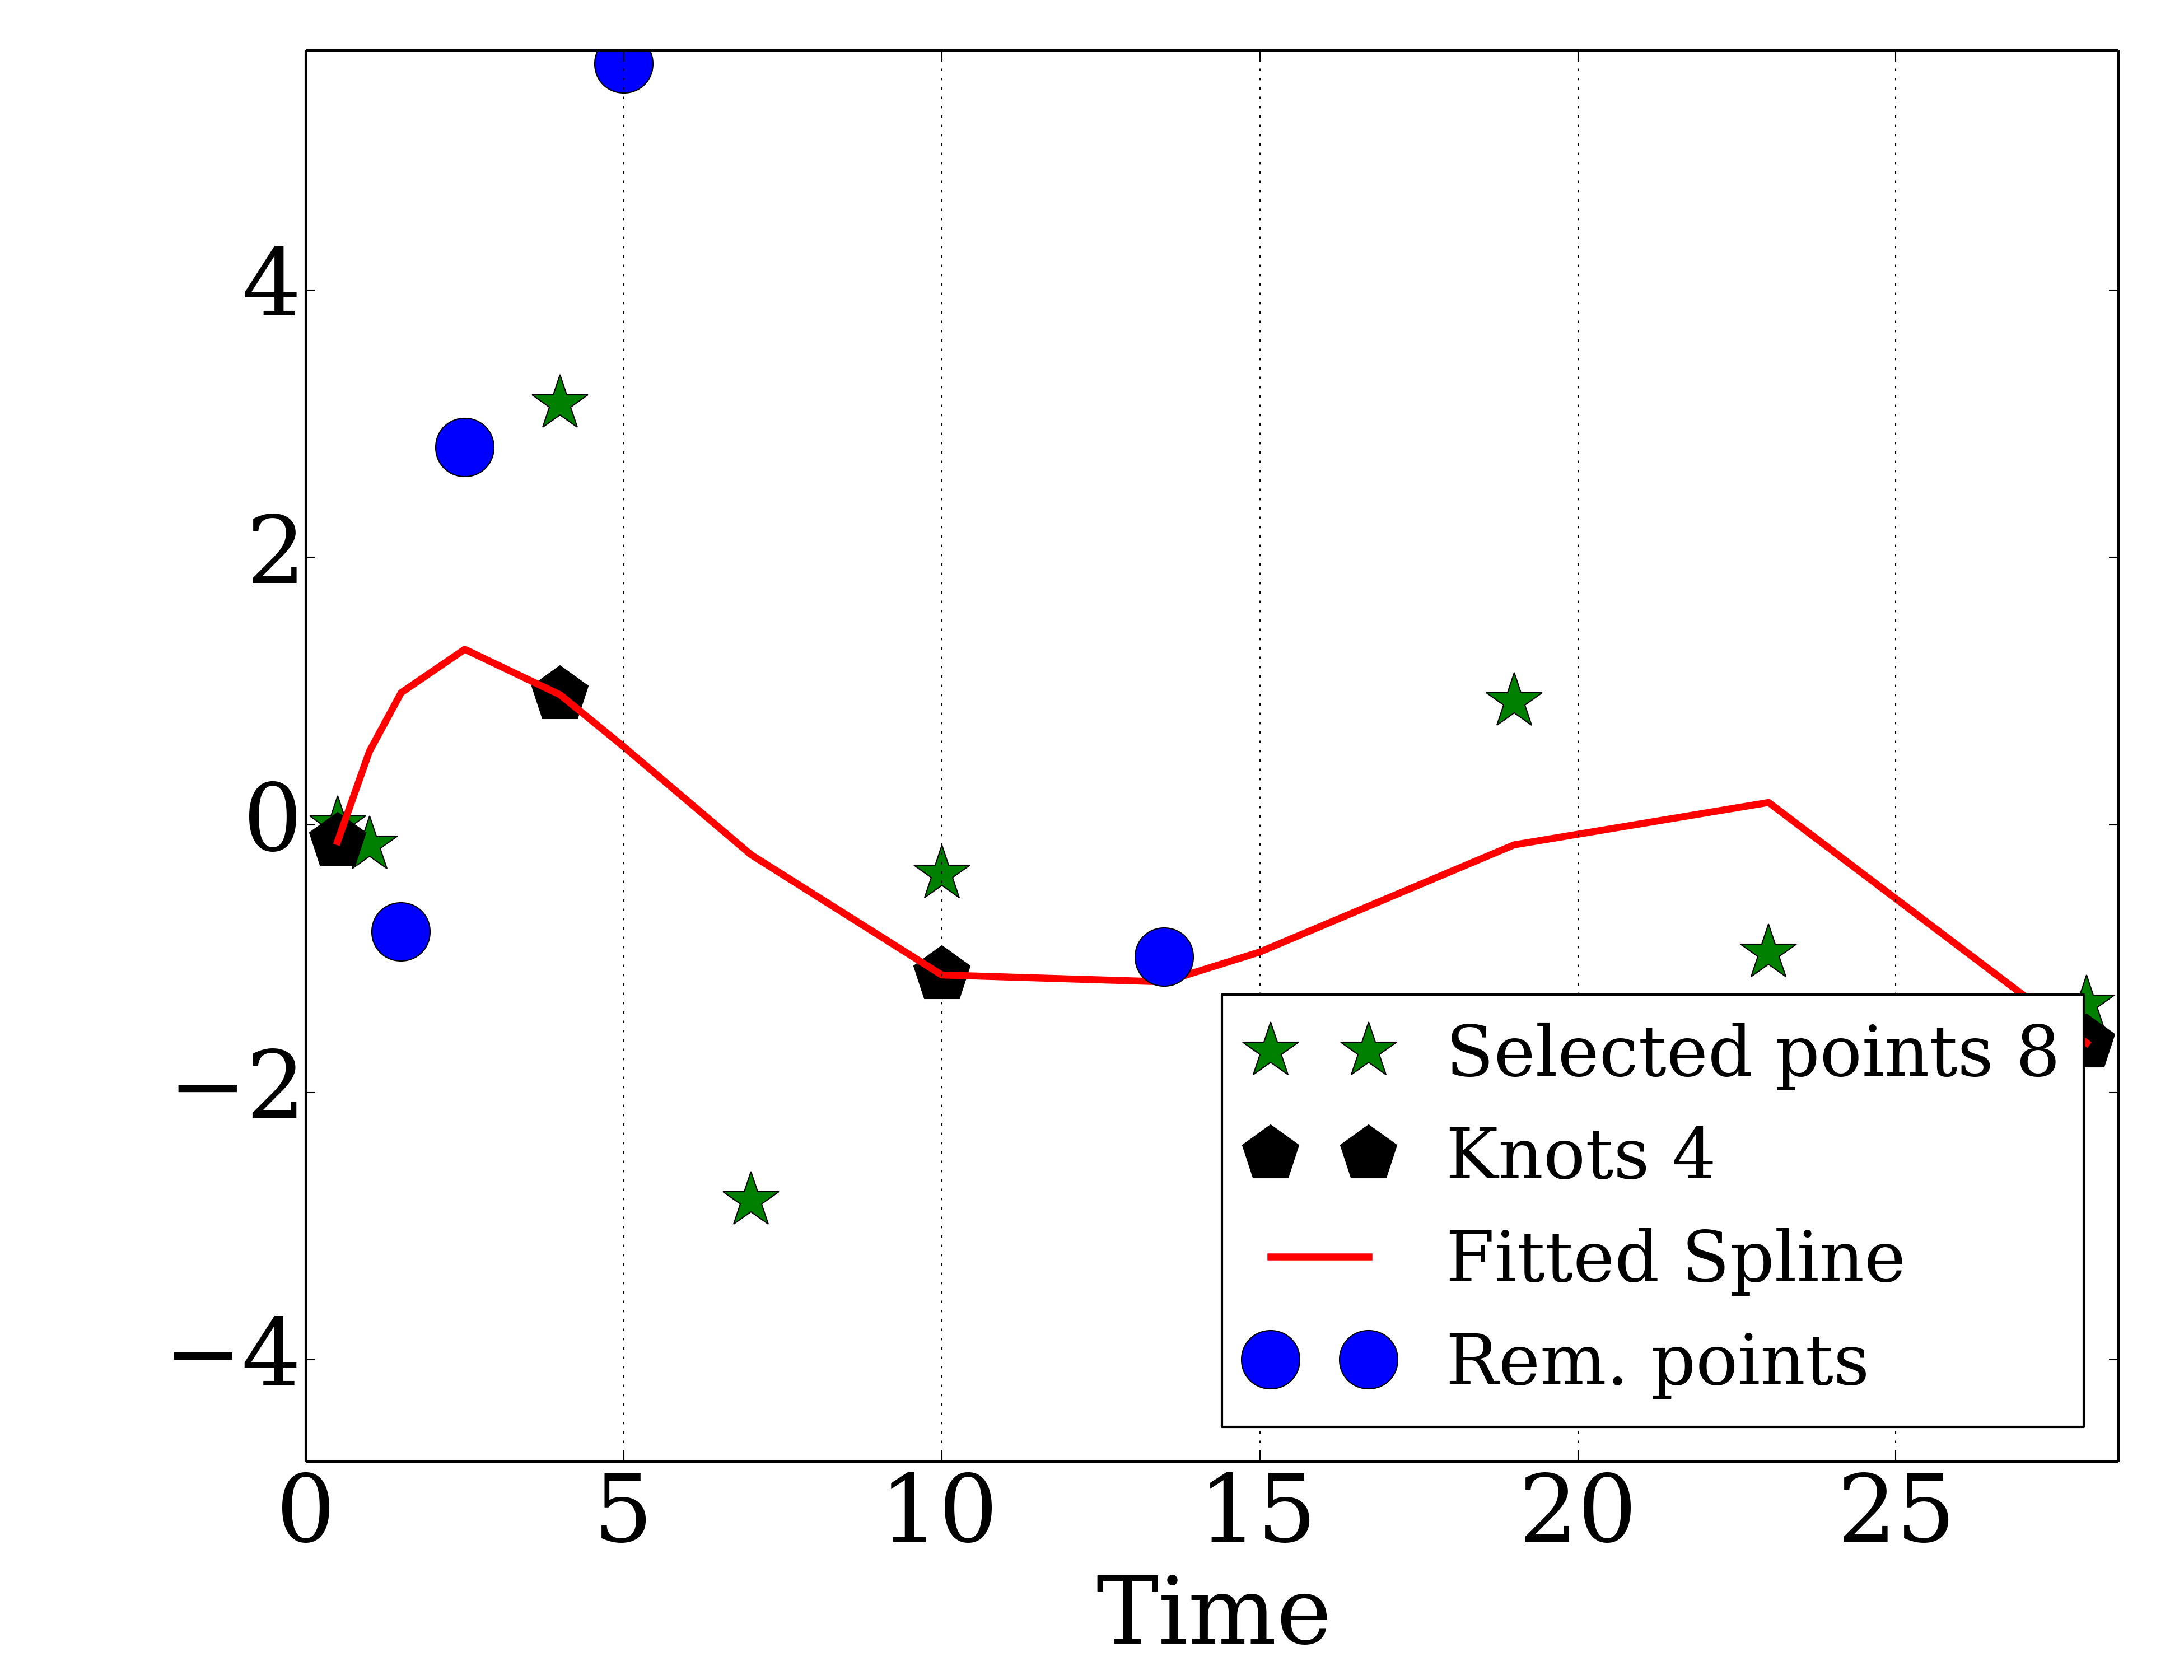 4
2
0
−2
−4
Selected points 8
Knots 4
Fitted Spline
Rem. points
0 5 10 15 20 25
Time